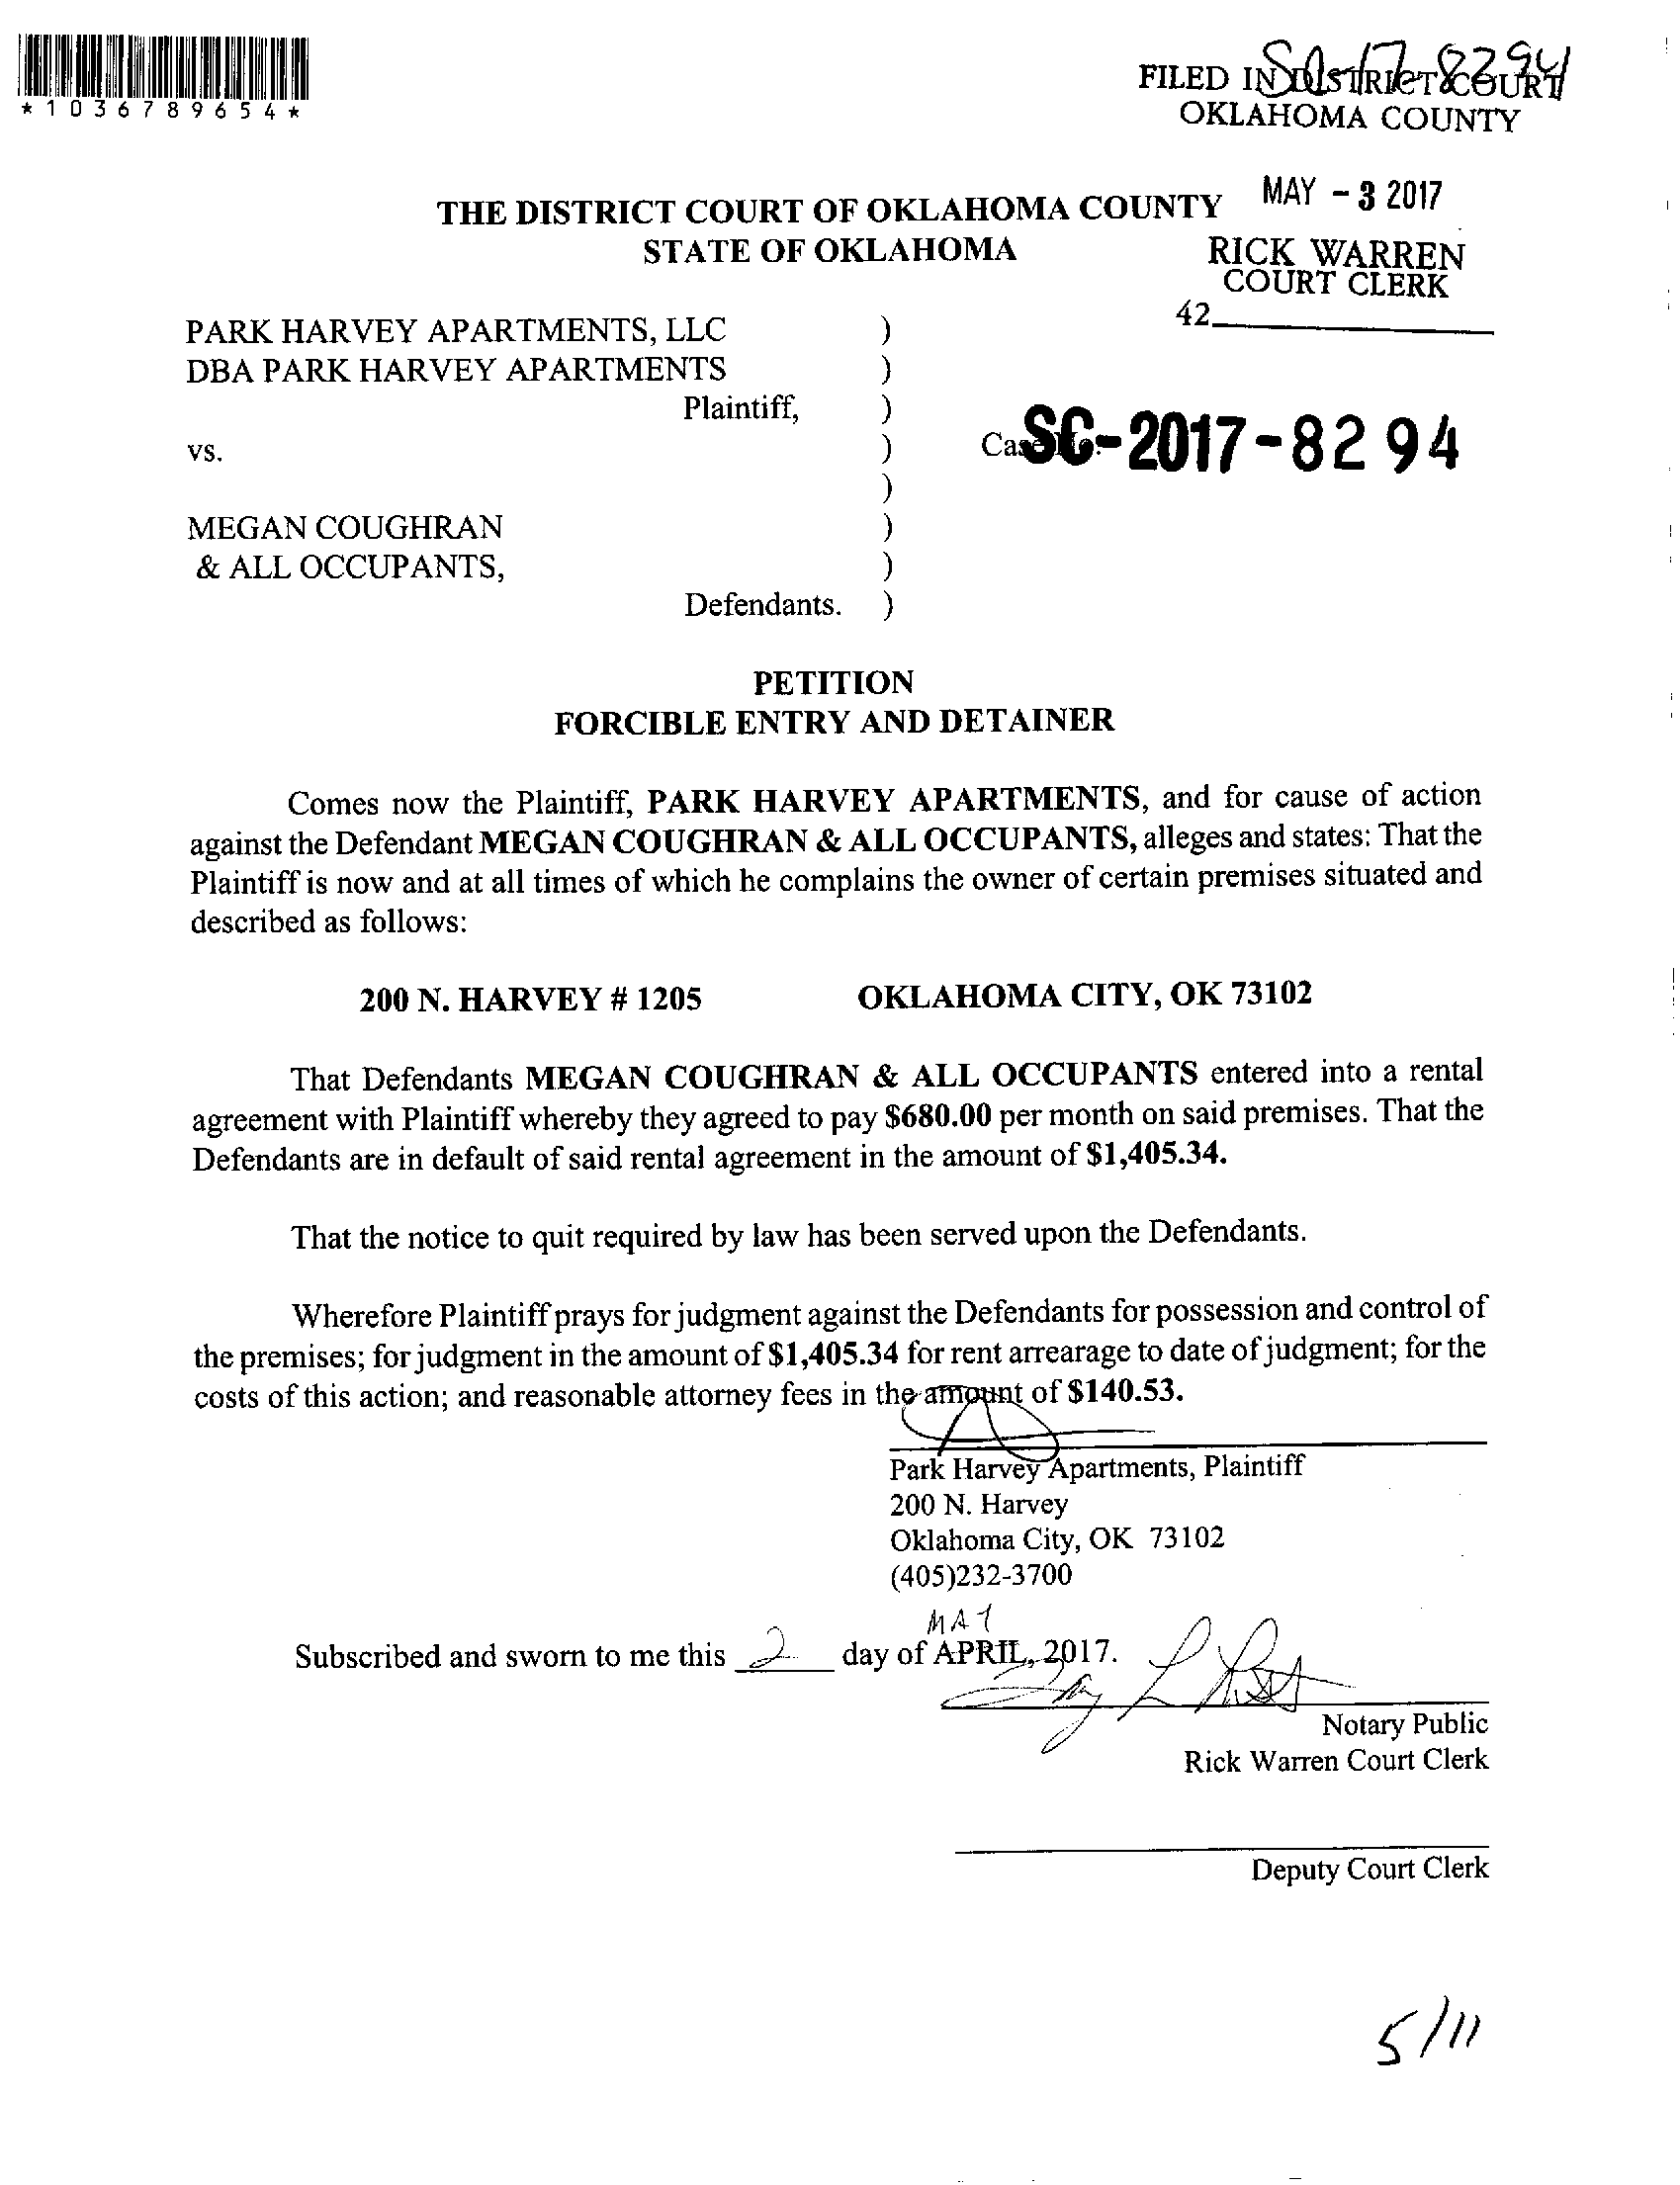 *1036789654*
SC-17-8294
FILED IN DISTRICT COURT
OKLAHOMA COUNTY
MAY - 3 2017
RICK WARREN
COURT CLERK
42
THE DISTRICT COURT OF OKLAHOMA COUNTY
STATE OF OKLAHOMA
PARK HARVEY APARTMENTS, LLC )
DBA PARK HARVEY APARTMENTS )
Plaintiff, )
vs. ) Case No. SC-2017-8294
)
MEGAN COUGHRAN )
& ALL OCCUPANTS, )
Defendants. )
PETITION
FORCIBLE ENTRY AND DETAINER
Comes now the Plaintiff, PARK HARVEY APARTMENTS, and for cause of action
against the Defendant MEGAN COUGHRAN & ALL OCCUPANTS, alleges and states: That the
Plaintiff is now and at all times of which he complains the owner of certain premises situated and
described as follows:
200 N. HARVEY # 1205 OKLAHOMA CITY, OK 73102
That Defendants MEGAN COUGHRAN & ALL OCCUPANTS entered into a rental
agreement with Plaintiff whereby they agreed to pay $680.00 per month on said premises. That the
Defendants are in default of said rental agreement in the amount of $1,405.34.
That the notice to quit required by law has been served upon the Defendants.
Wherefore Plaintiff prays for judgment against the Defendants for possession and control of
the premises; for judgment in the amount of $1,405.34 for rent arrearage to date of judgment; for the
costs of this action; and reasonable attorney fees in the amount of $140.53.
Park Harvey Apartments, Plaintiff
200 N. Harvey
Oklahoma City, OK 73102
(405)232-3700
MAY
Subscribed and sworn to me this 2 day of APRIL, 2017.
Notary Public
Rick Warren Court Clerk
Deputy Court Clerk
5/11